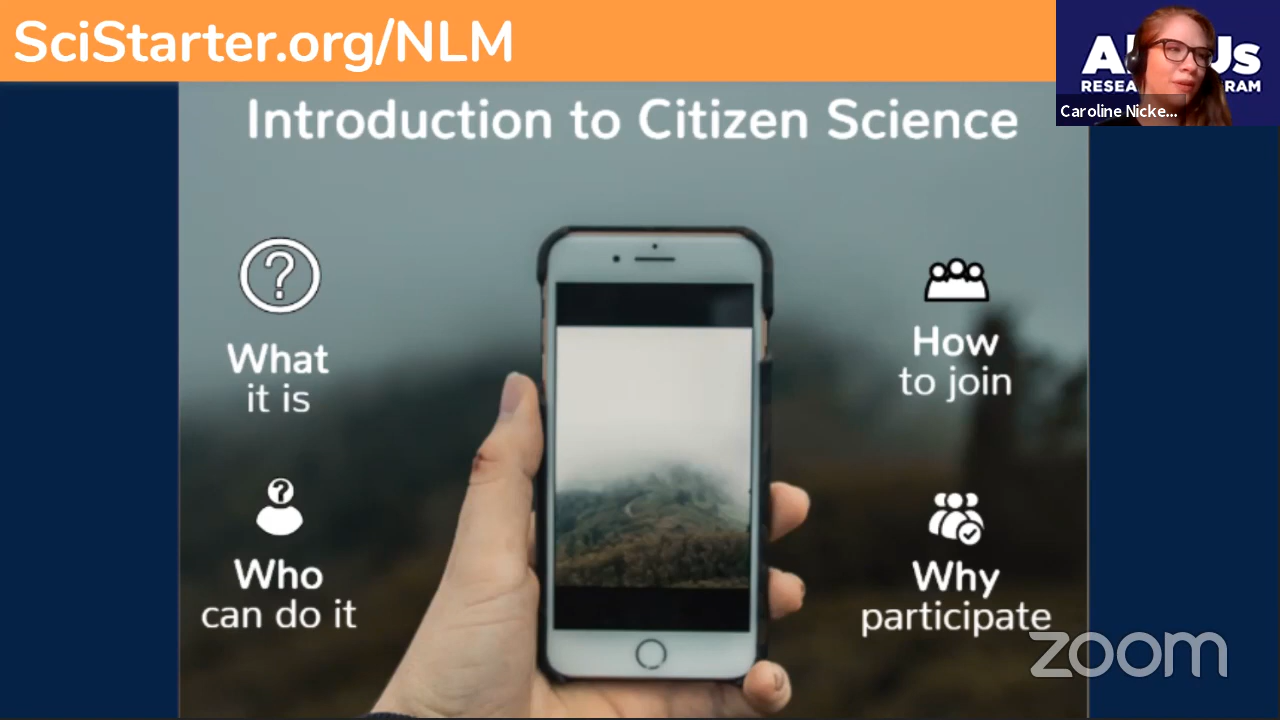 SciStarter.org/NLM
Introduction to Citizen Science
Caroline Nicke...
What
it is
Who
can do it
How
to join
Why
participate
zoom